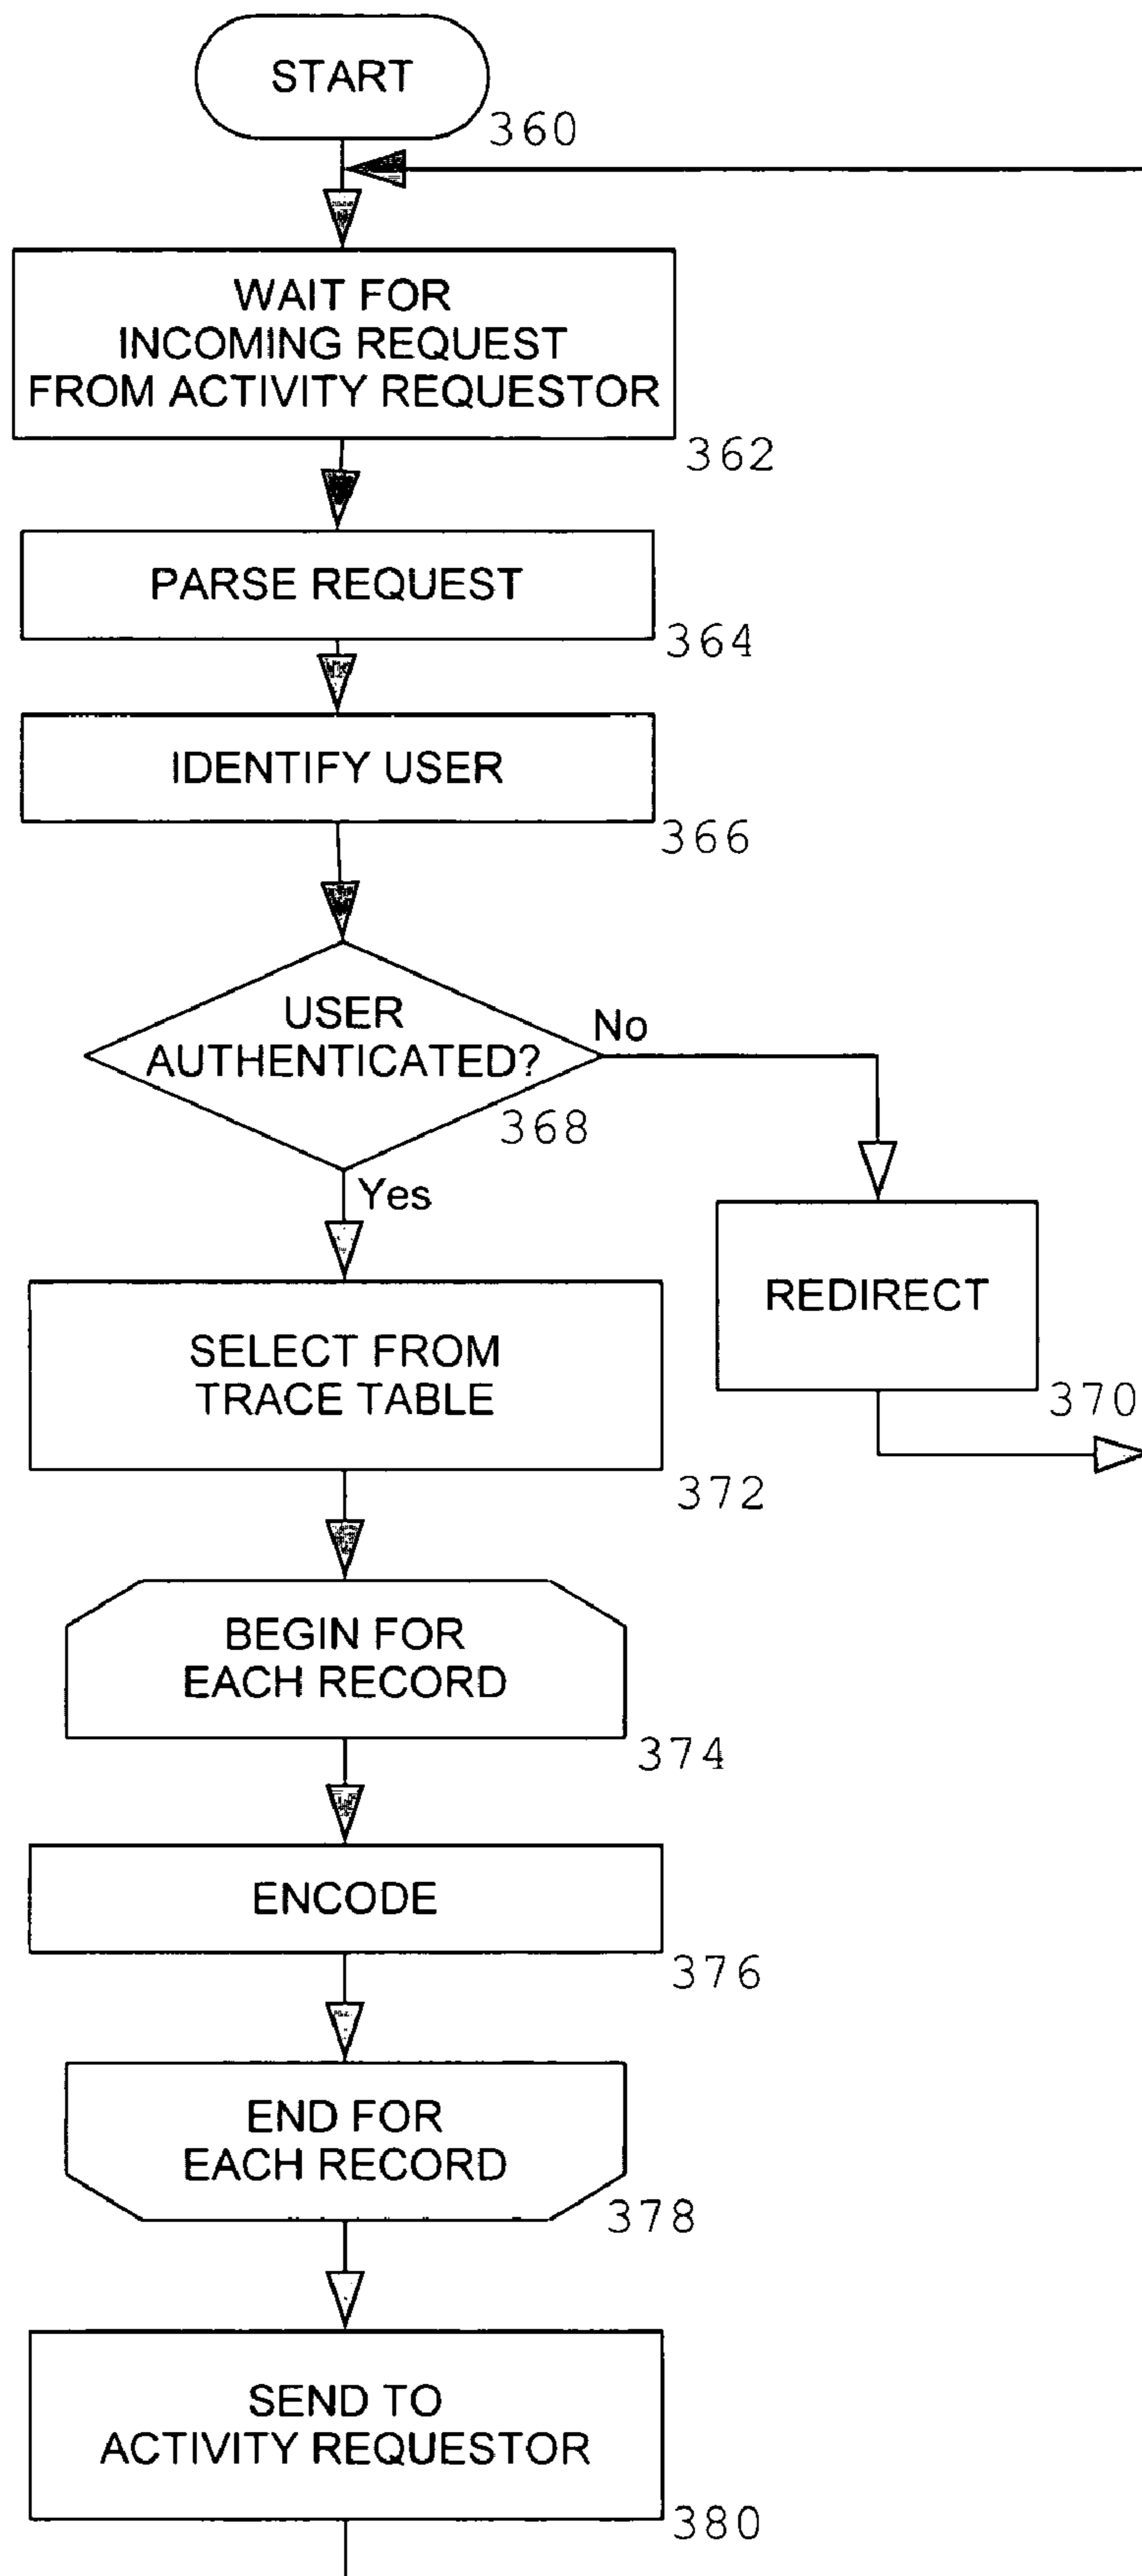 START
360
WAIT FOR
INCOMING REQUEST
FROM ACTIVITY REQUESTOR
362
PARSE REQUEST
364
IDENTIFY USER
366
USER
AUTHENTICATED?
368
No
Yes
REDIRECT
370
SELECT FROM
TRACE TABLE
372
BEGIN FOR
EACH RECORD
374
ENCODE
376
END FOR
EACH RECORD
378
SEND TO
ACTIVITY REQUESTOR
380